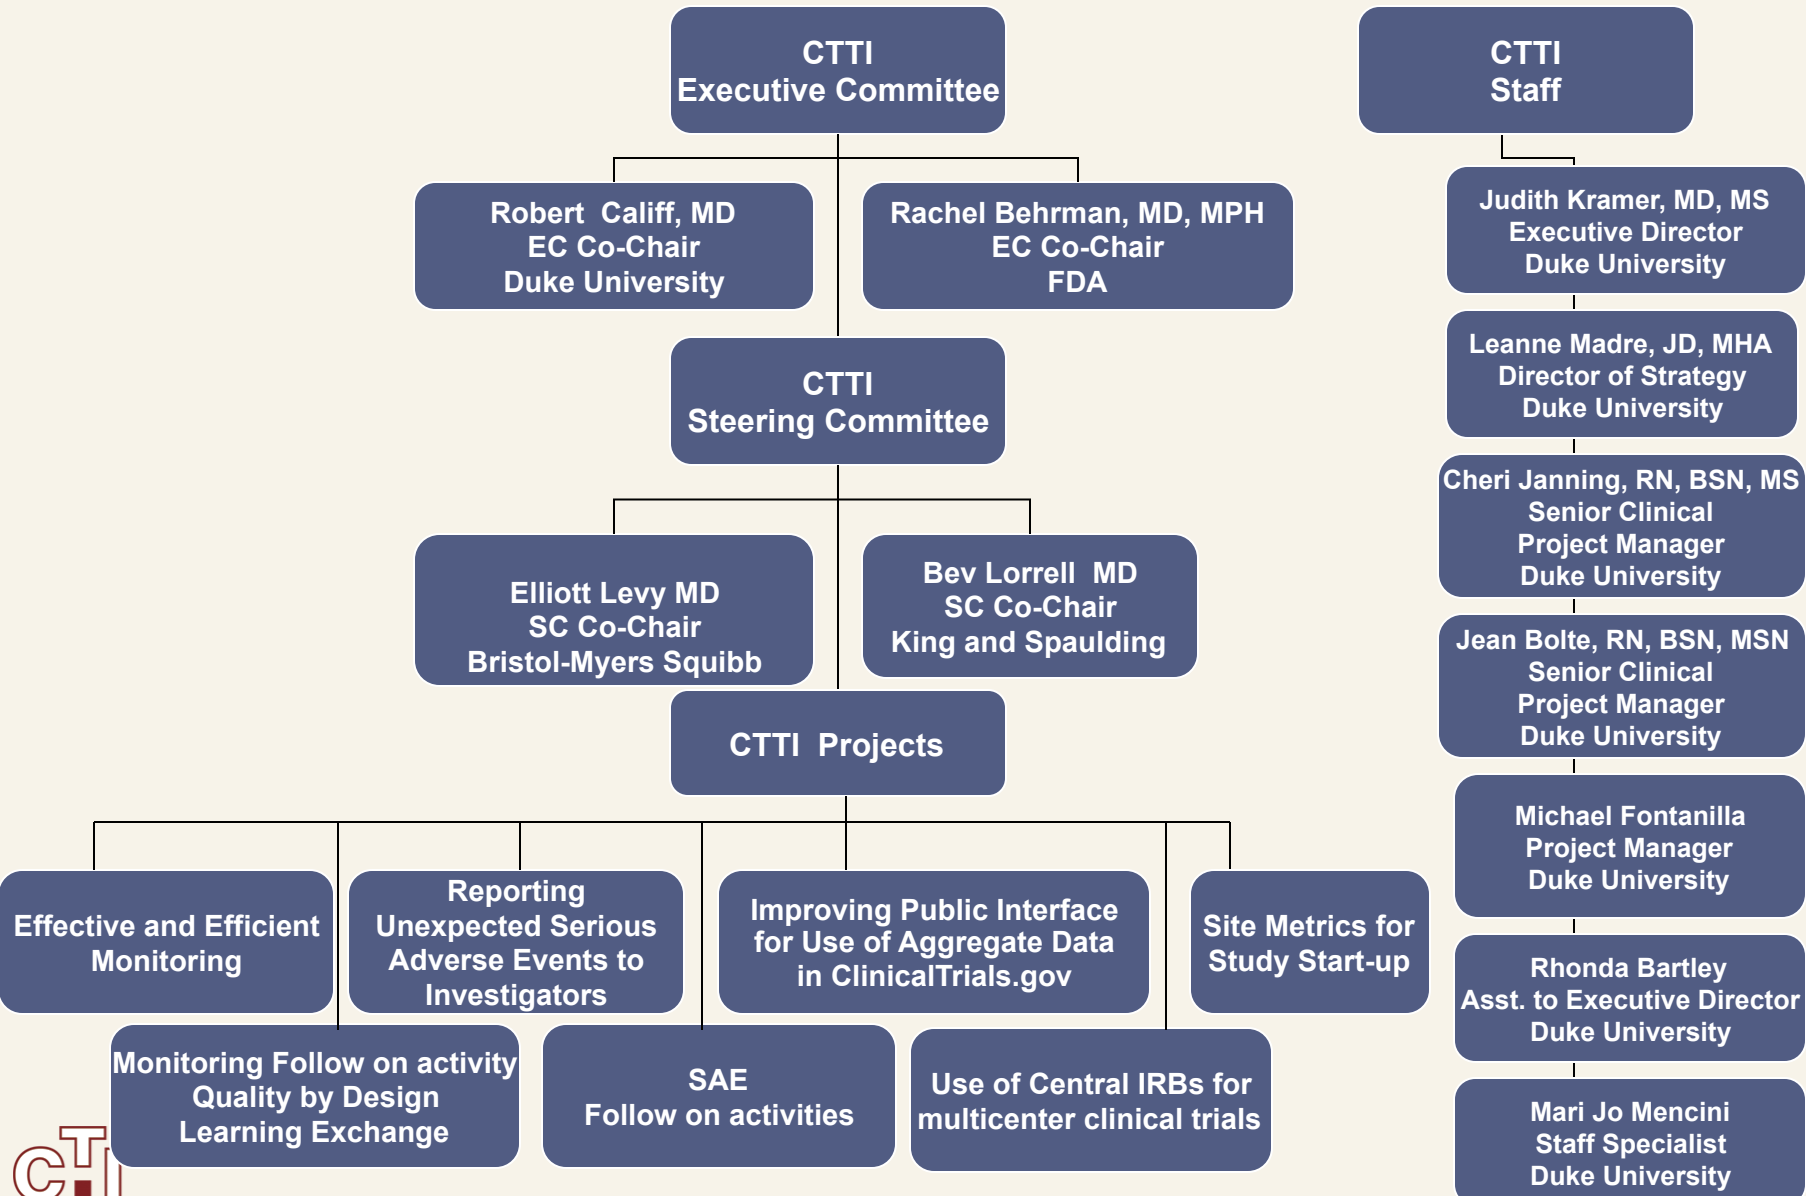 CTTI
Executive Committee
Robert Califf, MD
EC Co-Chair
Duke University
Rachel Behrman, MD, MPH
EC Co-Chair
FDA
CTTI
Steering Committee
Elliott Levy MD
SC Co-Chair
Bristol-Myers Squibb
Bev Lorrell MD
SC Co-Chair
King and Spaulding
CTTI Projects
Effective and Efficient
Monitoring
Reporting
Unexpected Serious
Adverse Events to
Investigators
Improving Public Interface
for Use of Aggregate Data
in ClinicalTrials.gov
Site Metrics for
Study Start-up
Monitoring Follow on activity
Quality by Design
Learning Exchange
SAE
Follow on activities
Use of Central IRBs for
multicenter clinical trials
CTTI
Staff
Judith Kramer, MD, MS
Executive Director
Duke University
Leanne Madre, JD, MHA
Director of Strategy
Duke University
Cheri Janning, RN, BSN, MS
Senior Clinical
Project Manager
Duke University
Jean Bolte, RN, BSN, MSN
Senior Clinical
Project Manager
Duke University
Michael Fontanilla
Project Manager
Duke University
Rhonda Bartley
Asst. to Executive Director
Duke University
Mari Jo Mencini
Staff Specialist
Duke University
CTTI